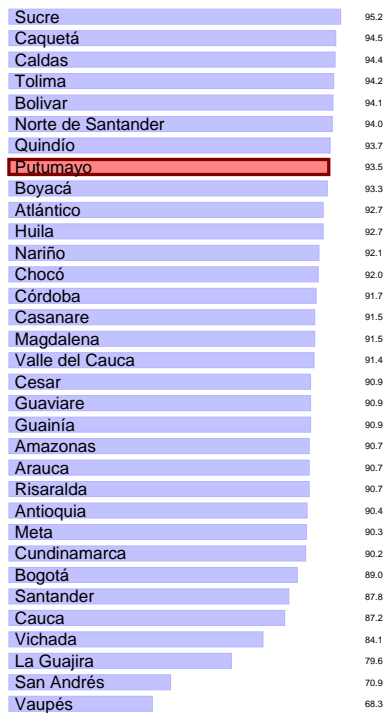 Sucre 95.2
Caquetá 94.5
Caldas 94.4
Tolima 94.2
Bolivar 94.1
Norte de Santander 94.0
Quindío 93.7
Putumayo 93.5
Boyacá 93.3
Atlántico 92.7
Huila 92.7
Nariño 92.1
Chocó 92.0
Córdoba 91.7
Casanare 91.5
Magdalena 91.5
Valle del Cauca 91.4
Cesar 90.9
Guaviare 90.9
Guainía 90.9
Amazonas 90.7
Arauca 90.7
Risaralda 90.7
Antioquia 90.4
Meta 90.3
Cundinamarca 90.2
Bogotá 89.0
Santander 87.8
Cauca 87.2
Vichada 84.1
La Guajira 79.6
San Andrés 70.9
Vaupés 68.3